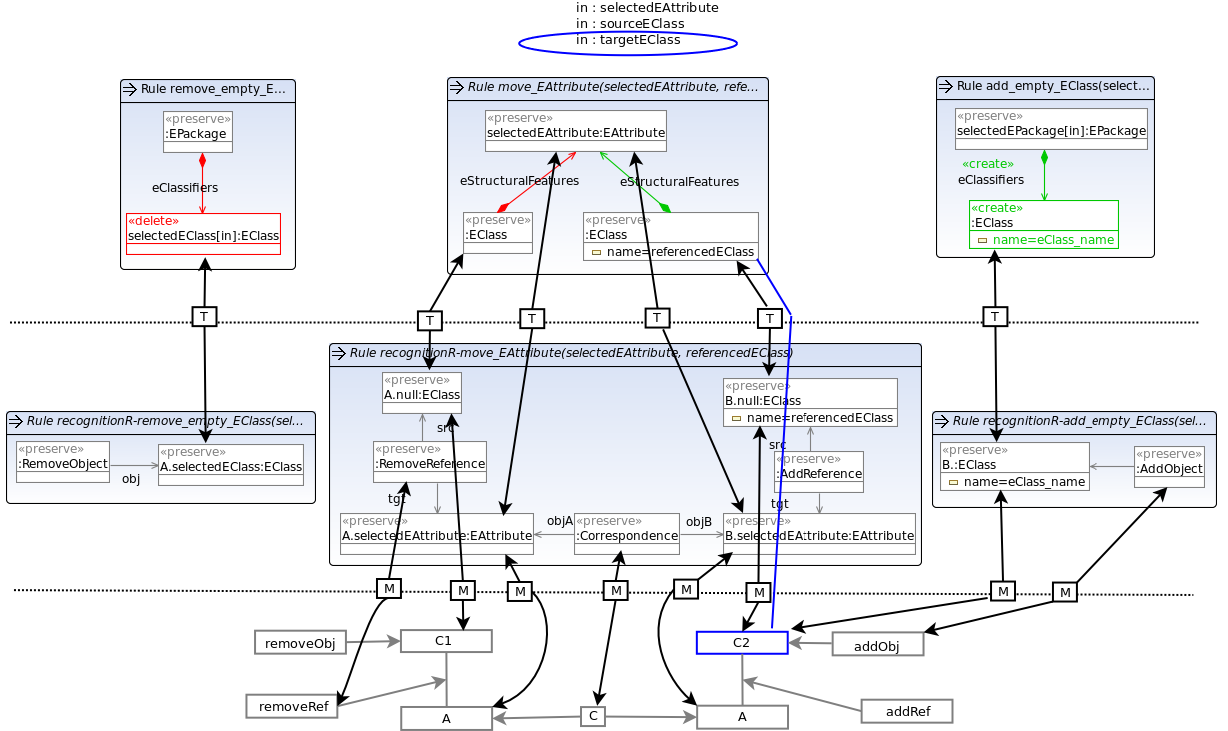 in : selectedEAttribute
in : sourceEClass
in : targetEClass
Rule remove_empty_E...
«preserve»
:EPackage
eClassifiers
«delete»
selectedEClass[in]:EClass
Rule move_EAttribute(selectedEAttribute, refe...
«preserve»
selectedEAttribute:EAttribute
eStructuralFeatures
eStructuralFeatures
«preserve»
:EClass
«preserve»
:EClass
name=referencedEClass
Rule add_empty_EClass(select...
«preserve»
selectedEPackage[in]:EPackage
«create»
eClassifiers
«create»
:EClass
name=eClass_name
T
T
T
T
T
T
Rule recognitionR-remove_empty_EClass(sel...
«preserve»
:RemoveObject
obj
«preserve»
A.selectedEClass:EClass
Rule recognitionR-move_EAttribute(selectedEAttribute, referencedEClass)
«preserve»
A.null:EClass
src
«preserve»
:RemoveReference
tgt
«preserve»
A.selectedEAttribute:EAttribute
objA
«preserve»
:Correspondence
objB
«preserve»
B.null:EClass
name=referencedEClass
src
«preserve»
:AddReference
tgt
«preserve»
B.selectedEAttribute:EAttribute
Rule recognitionR-add_empty_EClass(sel...
«preserve»
B.:EClass
name=eClass_name
«preserve»
:AddObject
M
M
M
M
M
M
M
M
removeObj
C1
C2
addObj
removeRef
A
C
A
addRef